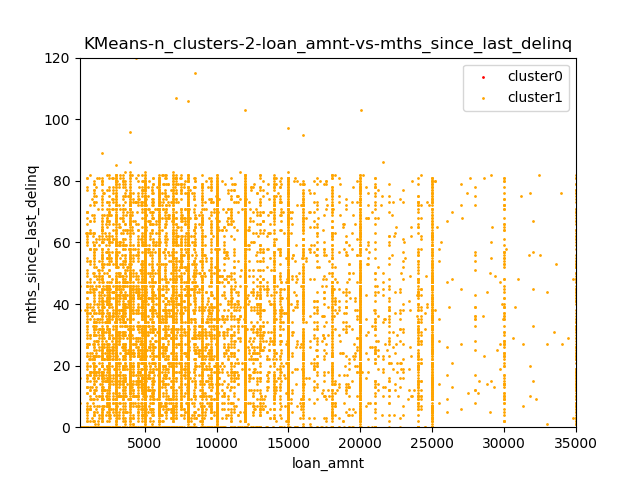 KMeans-n_clusters-2-loan_amnt-vs-mths_since_last_delinq
120
100
80
60
40
20
0
mths_since_last_delinq
cluster0
cluster1
5000 10000 15000 20000 25000 30000 35000
loan_amnt